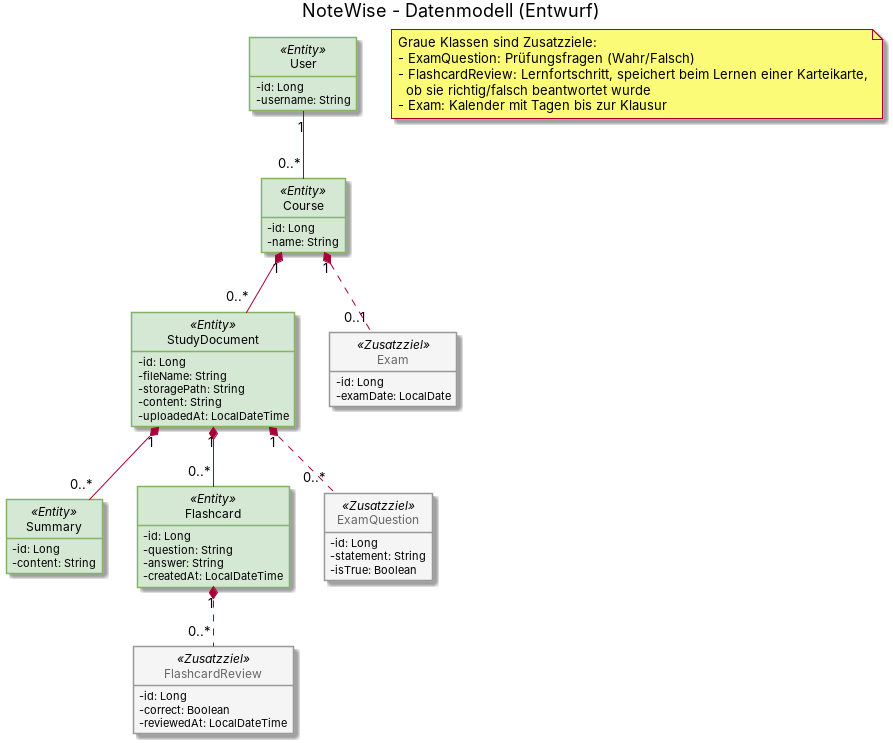 NoteWise - Datenmodell (Entwurf)
Graue Klassen sind Zusatzziele:
- ExamQuestion: Prüfungsfragen (Wahr/Falsch)
- FlashcardReview: Lernfortschritt, speichert beim Lernen einer Karteikarte,
ob sie richtig/falsch beantwortet wurde
- Exam: Kalender mit Tagen bis zur Klausur
«Entity»
User
-id: Long
-username: String
1
0..*
«Entity»
Course
-id: Long
-name: String
1
1
0..*
0..1
«Entity»
StudyDocument
-id: Long
-fileName: String
-storagePath: String
-content: String
-uploadedAt: LocalDateTime
«Zusatzziel»
Exam
-id: Long
-examDate: LocalDate
1
1
1
0..*
0..*
0..*
«Entity»
Summary
-id: Long
-content: String
«Entity»
Flashcard
-id: Long
-question: String
-answer: String
-createdAt: LocalDateTime
«Zusatzziel»
ExamQuestion
-id: Long
-statement: String
-isTrue: Boolean
1
0..*
«Zusatzziel»
FlashcardReview
-id: Long
-correct: Boolean
-reviewedAt: LocalDateTime